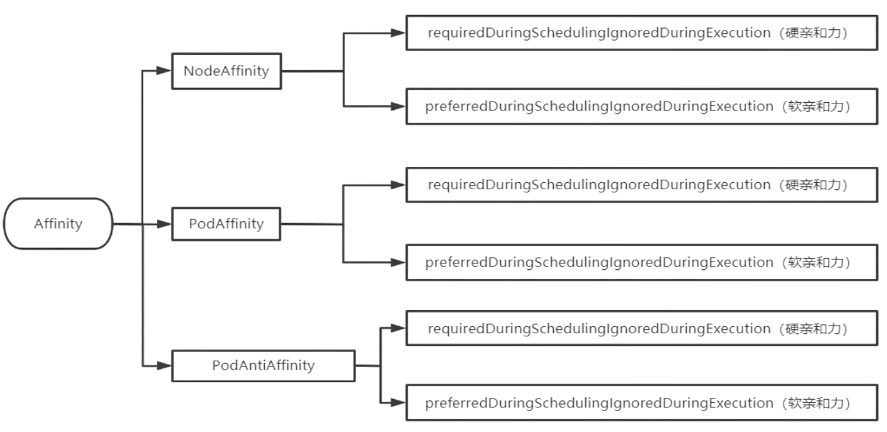 Affinity
NodeAffinity
requiredDuringSchedulingIgnoredDuringExecution（硬亲和力）
preferredDuringSchedulingIgnoredDuringExecution（软亲和力）
PodAffinity
requiredDuringSchedulingIgnoredDuringExecution（硬亲和力）
preferredDuringSchedulingIgnoredDuringExecution（软亲和力）
PodAntiAffinity
requiredDuringSchedulingIgnoredDuringExecution（硬亲和力）
preferredDuringSchedulingIgnoredDuringExecution（软亲和力）